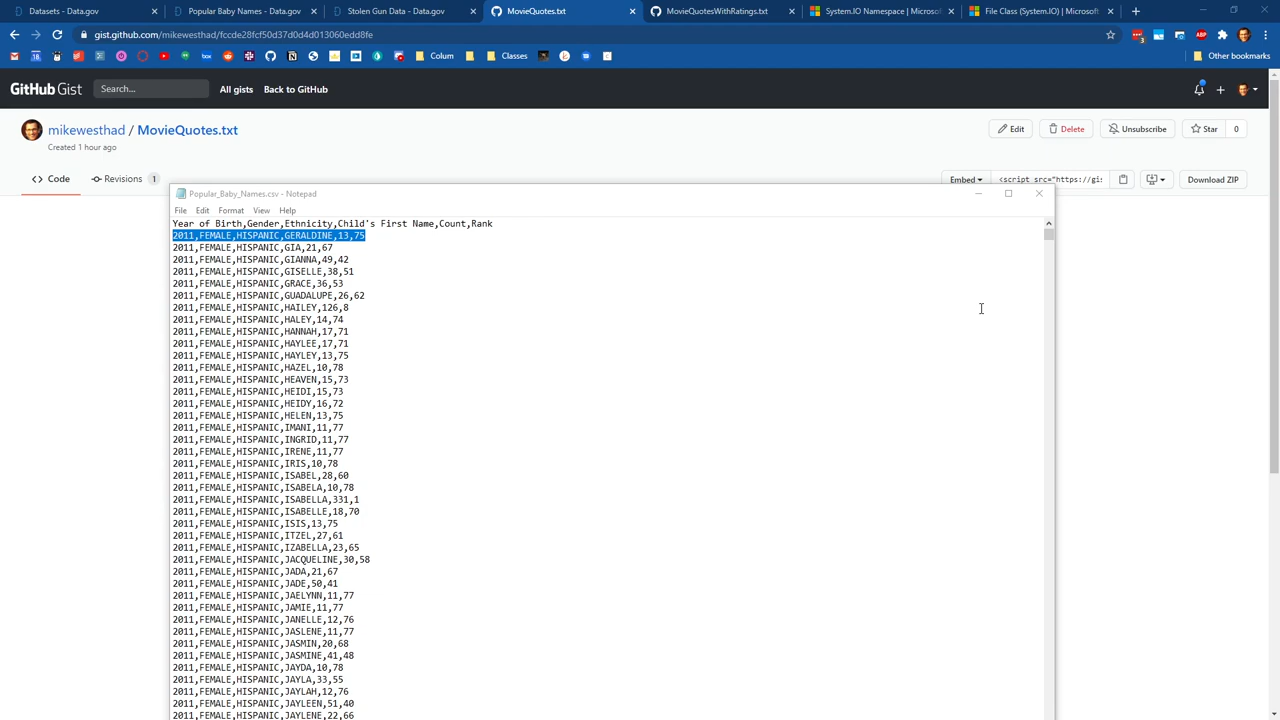 Datasets - Data.gov
Popular Baby Names - Data.gov
Stolen Gun Data - Data.gov
MovieQuotes.txt
MovieQuotesWithRatings.txt
System.IO Namespace | Microsof
File Class (System.IO) | Microsoft
gist.github.com/mikewesthad/fccde28fcf50d37d0d4d013060edd8fe
Colum
Classes
Other bookmarks
GitHub Gist
Search...
All gists
Back to GitHub
mikewesthad / MovieQuotes.txt
Created 1 hour ago
Edit
Delete
Unsubscribe
Star
0
Code
Revisions 1
Embed
<script src="https://gi:
Download ZIP
Popular_Baby_Names.csv - Notepad
File Edit Format View Help
Year of Birth,Gender,Ethnicity,Child's First Name,Count,Rank
2011,FEMALE,HISPANIC,GERALDINE,13,75
2011,FEMALE,HISPANIC,GIA,21,67
2011,FEMALE,HISPANIC,GIANNA,49,42
2011,FEMALE,HISPANIC,GISELLE,38,51
2011,FEMALE,HISPANIC,GRACE,36,53
2011,FEMALE,HISPANIC,GUADALUPE,26,62
2011,FEMALE,HISPANIC,HAILEY,126,8
2011,FEMALE,HISPANIC,HALEY,14,74
2011,FEMALE,HISPANIC,HANNAH,17,71
2011,FEMALE,HISPANIC,HAYLEE,17,71
2011,FEMALE,HISPANIC,HAYLEY,13,75
2011,FEMALE,HISPANIC,HAZEL,10,78
2011,FEMALE,HISPANIC,HEAVEN,15,73
2011,FEMALE,HISPANIC,HEIDI,15,73
2011,FEMALE,HISPANIC,HEIDY,16,72
2011,FEMALE,HISPANIC,HELEN,13,75
2011,FEMALE,HISPANIC,IMANI,11,77
2011,FEMALE,HISPANIC,INGRID,11,77
2011,FEMALE,HISPANIC,IRENE,11,77
2011,FEMALE,HISPANIC,IRIS,10,78
2011,FEMALE,HISPANIC,ISABEL,28,60
2011,FEMALE,HISPANIC,ISABELA,10,78
2011,FEMALE,HISPANIC,ISABELLA,331,1
2011,FEMALE,HISPANIC,ISABELLE,18,70
2011,FEMALE,HISPANIC,ISIS,13,75
2011,FEMALE,HISPANIC,ITZEL,27,61
2011,FEMALE,HISPANIC,IZABELLA,23,65
2011,FEMALE,HISPANIC,JACQUELINE,30,58
2011,FEMALE,HISPANIC,JADA,21,67
2011,FEMALE,HISPANIC,JADE,50,41
2011,FEMALE,HISPANIC,JAELYNN,11,77
2011,FEMALE,HISPANIC,JAMIE,11,77
2011,FEMALE,HISPANIC,JANELLE,12,76
2011,FEMALE,HISPANIC,JASLENE,11,77
2011,FEMALE,HISPANIC,JASMIN,20,68
2011,FEMALE,HISPANIC,JASMINE,41,48
2011,FEMALE,HISPANIC,JAYDA,10,78
2011,FEMALE,HISPANIC,JAYLA,33,55
2011,FEMALE,HISPANIC,JAYLAH,12,76
2011,FEMALE,HISPANIC,JAYLEEN,51,40
2011,FEMALE,HISPANIC,JAYLENE,22,66